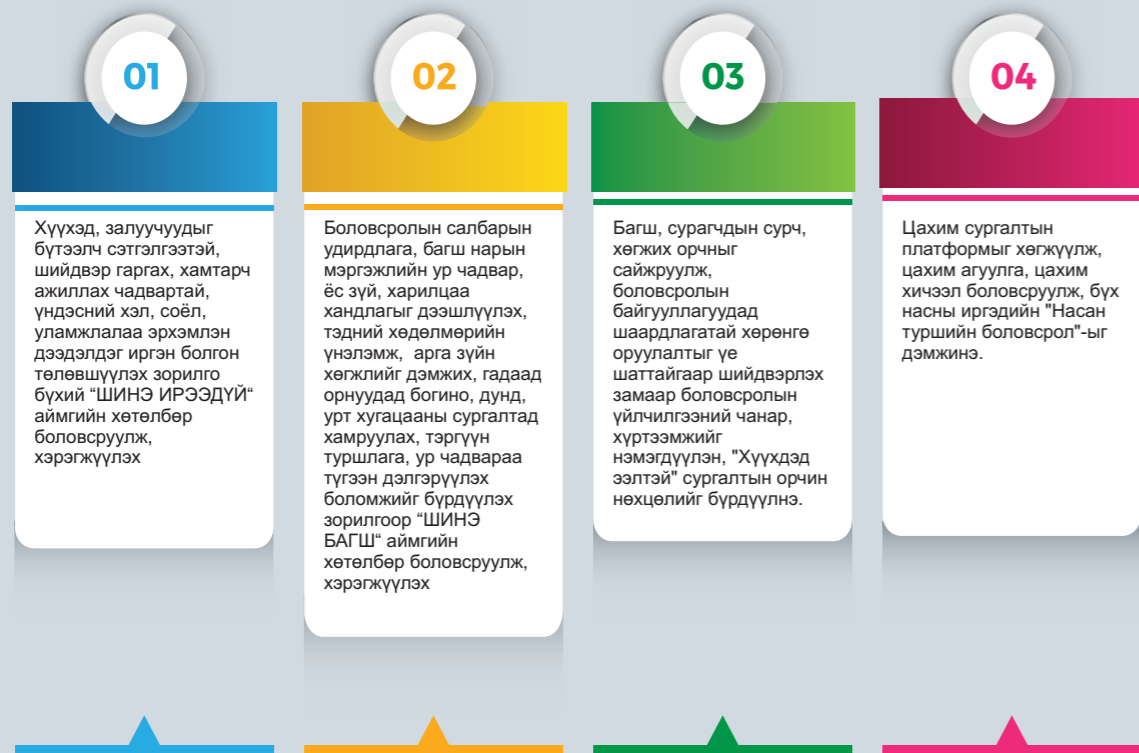 01
Хүүхэд, залуучуудыг
бүтээлч сэтгэлгээтэй,
шийдвэр гаргах, хамтарч
ажиллах чадвартай,
үндэсний хэл, соёл,
уламжлалаа эрхэмлэн
дээдэлдэг иргэн болгон
төлөвшүүлэх зорилго
бүхий “ШИНЭ ИРЭЭДҮЙ“
аймгийн хөтөлбөр
боловсруулж,
хэрэгжүүлэх
02
Боловсролын салбарын
удирдлага, багш нарын
мэргэжлийн ур чадвар,
ёс зүй, харилцаа
хандлагыг дээшлүүлэх,
тэдний хөдөлмөрийн
үнэлэмж, арга зүйн
хөгжлийг дэмжих, гадаад
орнуудад богино, дунд,
урт хугацааны сургалтад
хамруулах, тэргүүн
туршлага, ур чадвараа
түгээн дэлгэрүүлэх
боломжийг бүрдүүлэх
зорилгоор “ШИНЭ
БАГШ“ аймгийн
хөтөлбөр боловсруулж,
хэрэгжүүлэх
03
Багш, сурагчдын сурч,
хөгжих орчныг
сайжруулж,
боловсролын
байгууллагуудад
шаардлагатай хөрөнгө
оруулалтыг үе
шаттайгаар шийдвэрлэх
замаар боловсролын
үйлчилгээний чанар,
хүртээмжийг
нэмэгдүүлэн, "Хүүхдэд
ээлтэй" сургалтын орчин
нөхцөлийг бүрдүүлнэ.
04
Цахим сургалтын
платформыг хөгжүүлж,
цахим агуулга, цахим
хичээл боловсруулж, бүх
насны иргэдийн "Насан
туршийн боловсрол"-ыг
дэмжинэ.